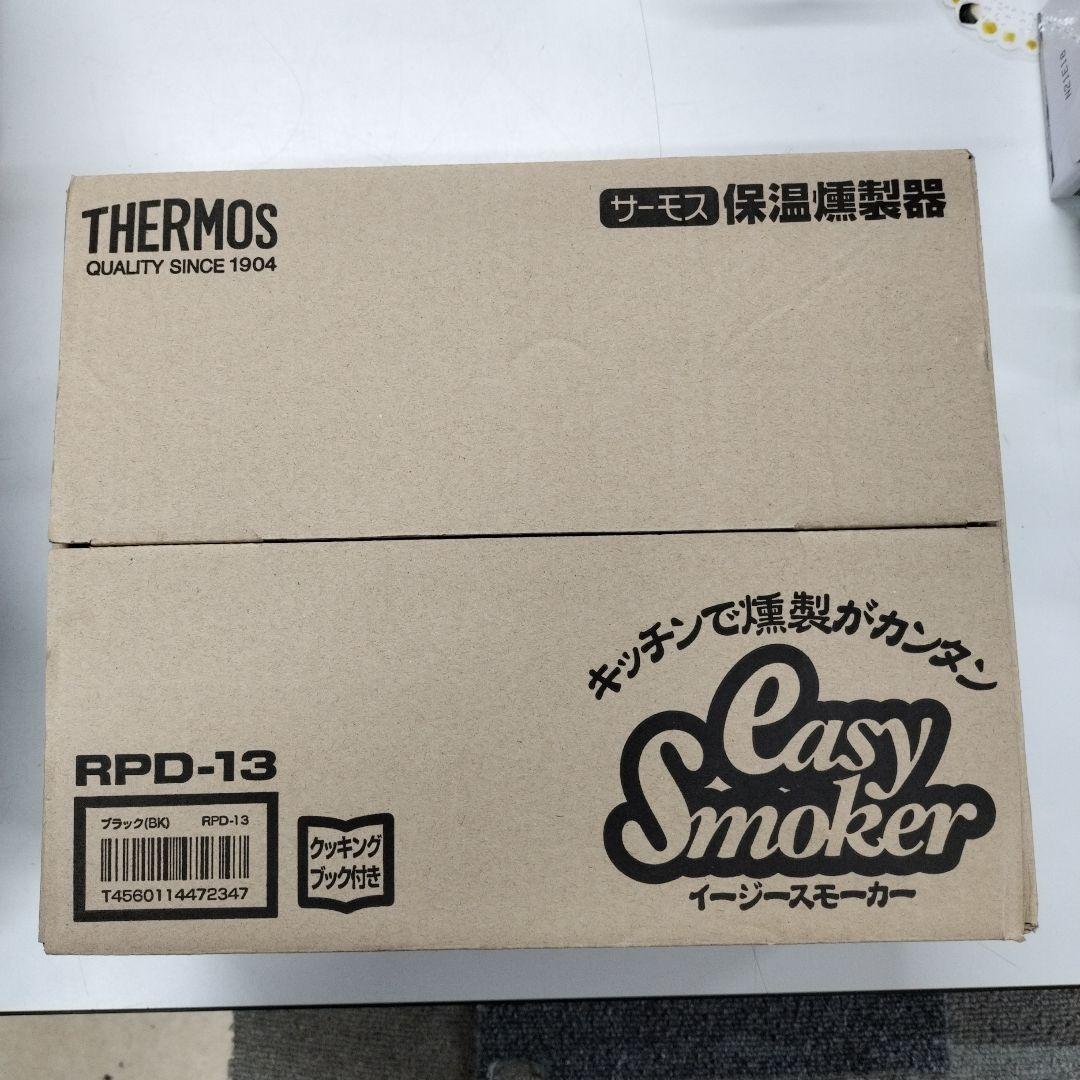 THERMOS
QUALITY SINCE 1904
サーモス 保温燻製器
キッチンで燻製がカンタン
easy
Smoker
イージースモーカー
RPD-13
ブラック(BK) RPD-13
T4560114472347
クッキング
ブック付き
N21E18